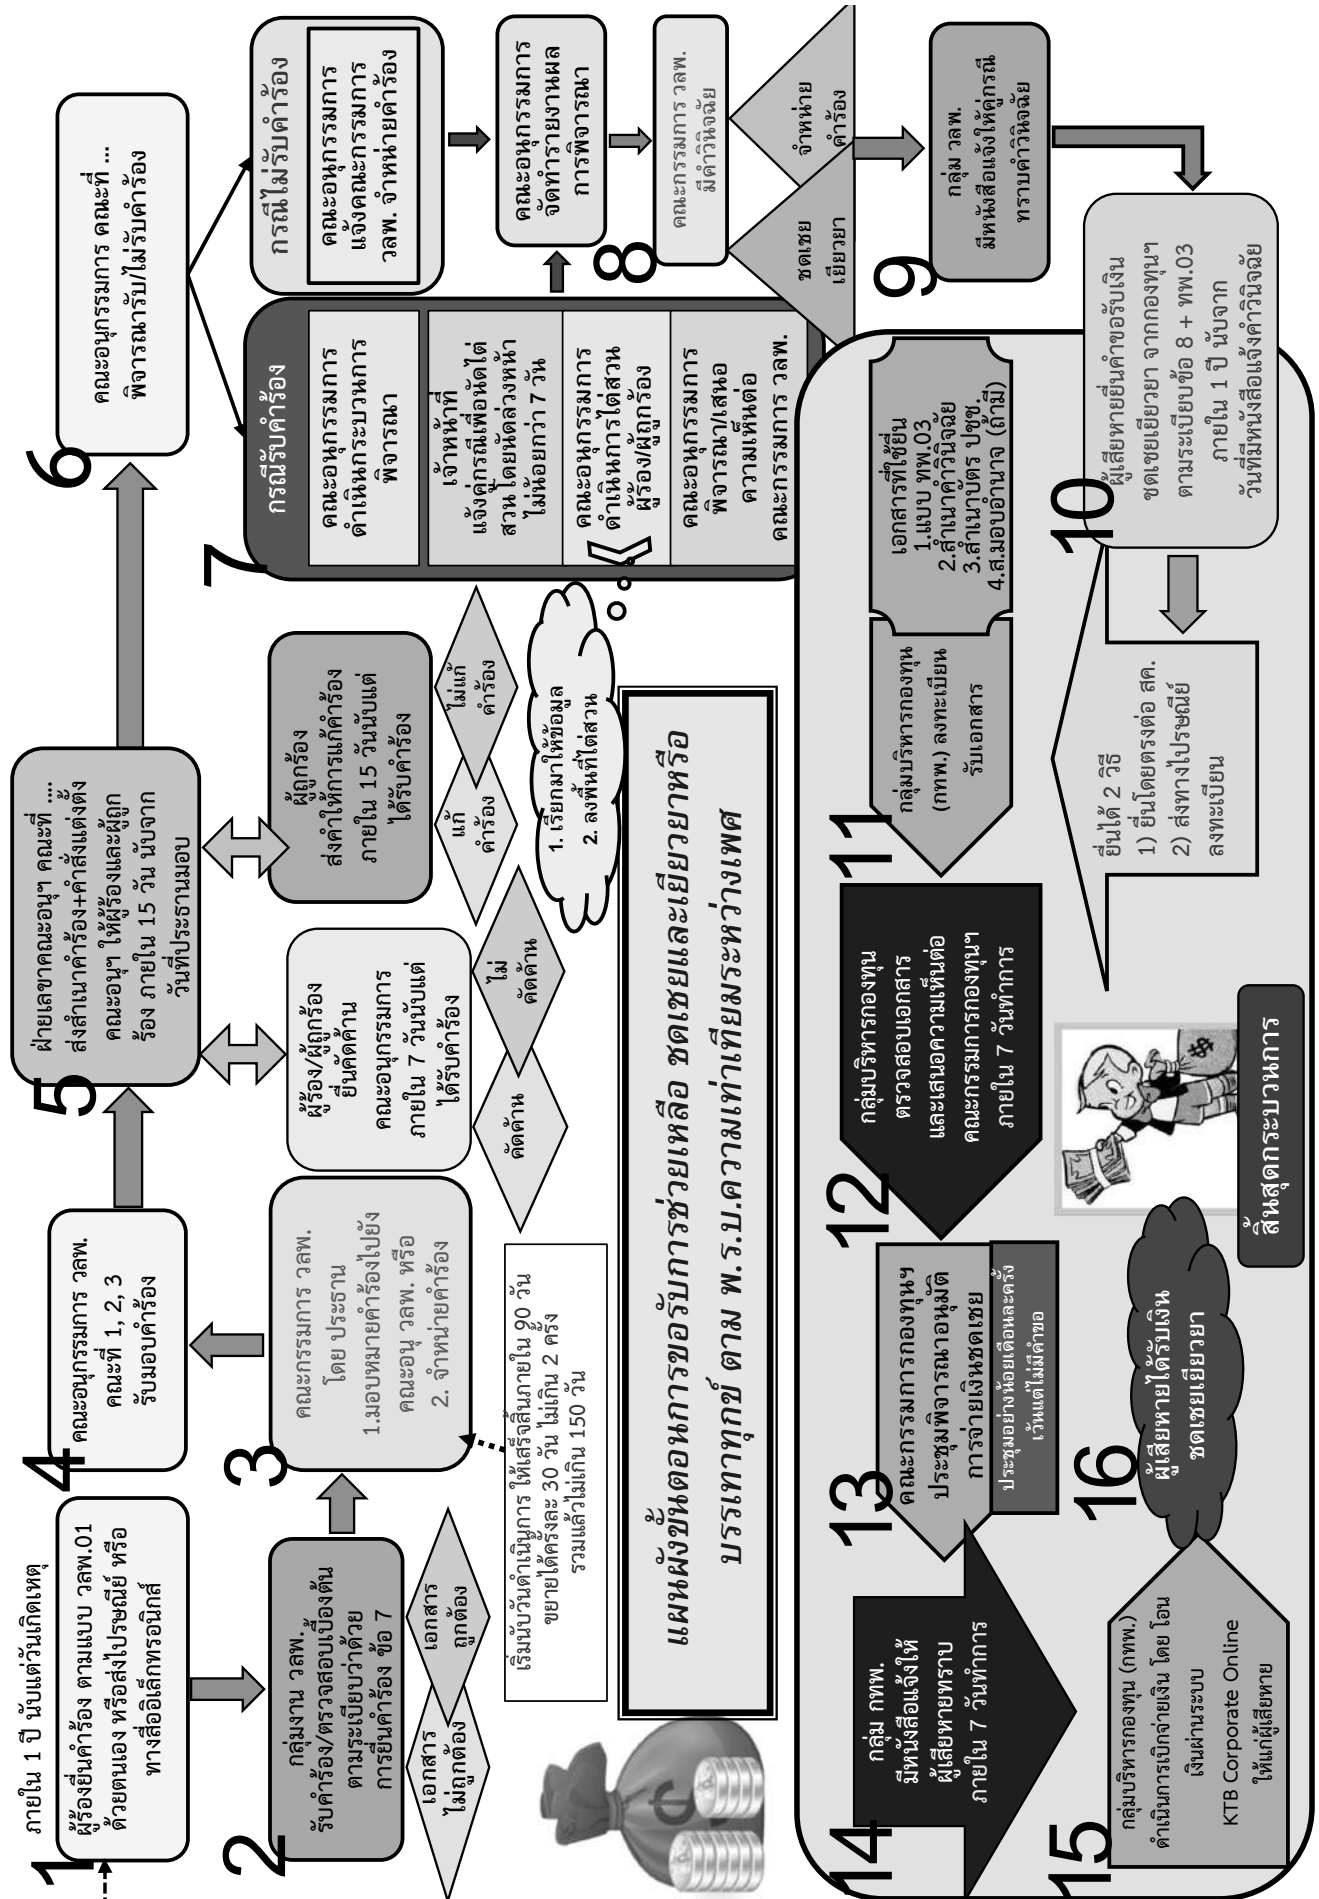 ภายใน 1 ปี นับแต่วันเกิดเหตุ
1
ผู้ร้องยื่นคำร้อง ตามแบบ วลพ.01
ด้วยตนเอง หรือส่งไปรษณีย์ หรือ
ทางสื่ออิเล็กทรอนิกส์
2
กลุ่มงาน วลพ.
รับคำร้อง/ตรวจสอบเบื้องต้น
ตามระเบียบว่าด้วย
การยื่นคำร้อง ข้อ 7
เอกสาร
ไม่ถูกต้อง
เอกสาร
ถูกต้อง
3
คณะกรรมการ วลพ.
โดย ประธาน
1.มอบหมายคำร้องไปยัง
คณะอนุ วลพ. หรือ
2. จำหน่ายคำร้อง
เริ่มนับวันดำเนินการ ให้เสร็จสิ้นภายใน 90 วัน
ขยายได้ครั้งละ 30 วัน ไม่เกิน 2 ครั้ง
รวมแล้วไม่เกิน 150 วัน
4
คณะอนุกรรมการ วลพ.
คณะที่ 1, 2, 3
รับมอบคำร้อง
5
ฝ่ายเลขาคณะอนุฯ คณะที่ ....
ส่งสำเนาคำร้อง+คำสั่งแต่งตั้ง
คณะอนุฯ ให้ผู้ร้องและผู้ถูก
ร้อง ภายใน 15 วัน นับจาก
วันที่ประธานมอบ
ผู้ร้อง/ผู้ถูกร้อง
ยื่นคัดค้าน
คณะอนุกรรมการ
ภายใน 7 วันนับแต่
ได้รับคำร้อง
คัดค้าน
ไม่
คัดค้าน
ผู้ถูกร้อง
ส่งคำให้การแก้คำร้อง
ภายใน 15 วันนับแต่
ได้รับคำร้อง
แก้
คำร้อง
ไม่แก้
คำร้อง
6
คณะอนุกรรมการ คณะที่ ...
พิจารณารับ/ไม่รับคำร้อง
7
กรณีรับคำร้อง
คณะอนุกรรมการ
ดำเนินกระบวนการ
พิจารณา
เจ้าหน้าที่
แจ้งคู่กรณีเพื่อนัดไต่
สวน โดยนัดล่วงหน้า
ไม่น้อยกว่า 7 วัน
คณะอนุกรรมการ
ดำเนินการไต่สวน
ผู้ร้อง/ผู้ถูกร้อง
คณะอนุกรรมการ
พิจารณา/เสนอ
ความเห็นต่อ
คณะกรรมการ วลพ.
1. เรียกมาให้ข้อมูล
2. ลงพื้นที่ไต่สวน
กรณีไม่รับคำร้อง
คณะอนุกรรมการ
แจ้งคณะกรรมการ
วลพ. จำหน่ายคำร้อง
คณะอนุกรรมการ
จัดทำรายงานผล
การพิจารณา
8
คณะกรรมการ วลพ.
มีคำวินิจฉัย
ชดเชย
เยียวยา
จำหน่าย
คำร้อง
9
กลุ่ม วลพ.
มีหนังสือแจ้งให้คู่กรณี
ทราบคำวินิจฉัย
แผนผังขั้นตอนการขอรับการช่วยเหลือ ชดเชยและเยียวยาหรือ
บรรเทาทุกข์ ตาม พ.ร.บ.ความเท่าเทียมระหว่างเพศ
10
ผู้เสียหายยื่นคำขอรับเงิน
ชดเชยเยียวยา จากกองทุนฯ
ตามระเบียบข้อ 8 + ทพ.03
ภายใน 1 ปี นับจาก
วันที่มีหนังสือแจ้งคำวินิจฉัย
ยื่นได้ 2 วิธี
1) ยื่นโดยตรงต่อ สค.
2) ส่งทางไปรษณีย์
ลงทะเบียน
เอกสารที่ใช้ยื่น
1.แบบ ทพ.03
2.สำเนาคำวินิจฉัย
3.สำเนาบัตร ปชช.
4.ส.มอบอำนาจ (ถ้ามี)
11
กลุ่มบริหารกองทุน
(กทพ.) ลงทะเบียน
รับเอกสาร
12
กลุ่มบริหารกองทุน
ตรวจสอบเอกสาร
และเสนอความเห็นต่อ
คณะกรรมการกองทุนฯ
ภายใน 7 วันทำการ
13
คณะกรรมการกองทุนฯ
ประชุมพิจารณาอนุมัติ
การจ่ายเงินชดเชย
ประชุมอย่างน้อยเดือนละครั้ง
เว้นแต่ไม่มีคำขอ
14
กลุ่ม กทพ.
มีหนังสือแจ้งให้
ผู้เสียหายทราบ
ภายใน 7 วันทำการ
15
กลุ่มบริหารกองทุน (กทพ.)
ดำเนินการเบิกจ่ายเงิน โดย โอน
เงินผ่านระบบ
KTB Corporate Online
ให้แก่ผู้เสียหาย
16
ผู้เสียหายได้รับเงิน
ชดเชยเยียวยา
$
สิ้นสุดกระบวนการ